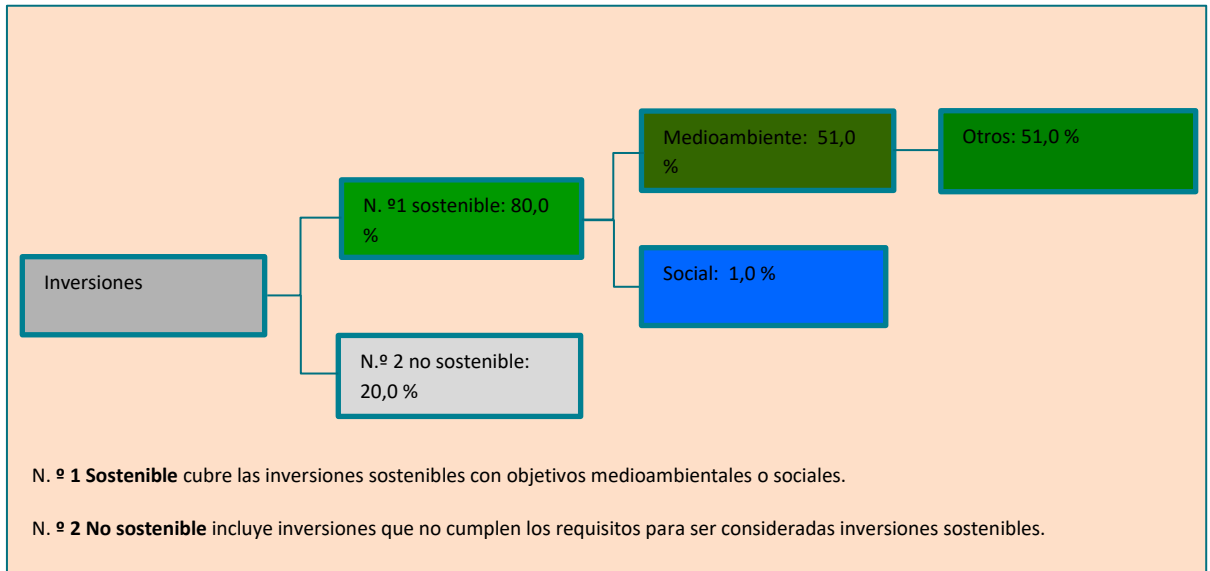 Medioambiente: 51,0
%
Otros: 51,0 %
N. º1 sostenible: 80,0
%
Social: 1,0 %
Inversiones
N.º 2 no sostenible:
20,0 %
N. º 1 Sostenible cubre las inversiones sostenibles con objetivos medioambientales o sociales.
N. º 2 No sostenible incluye inversiones que no cumplen los requisitos para ser consideradas inversiones sostenibles.